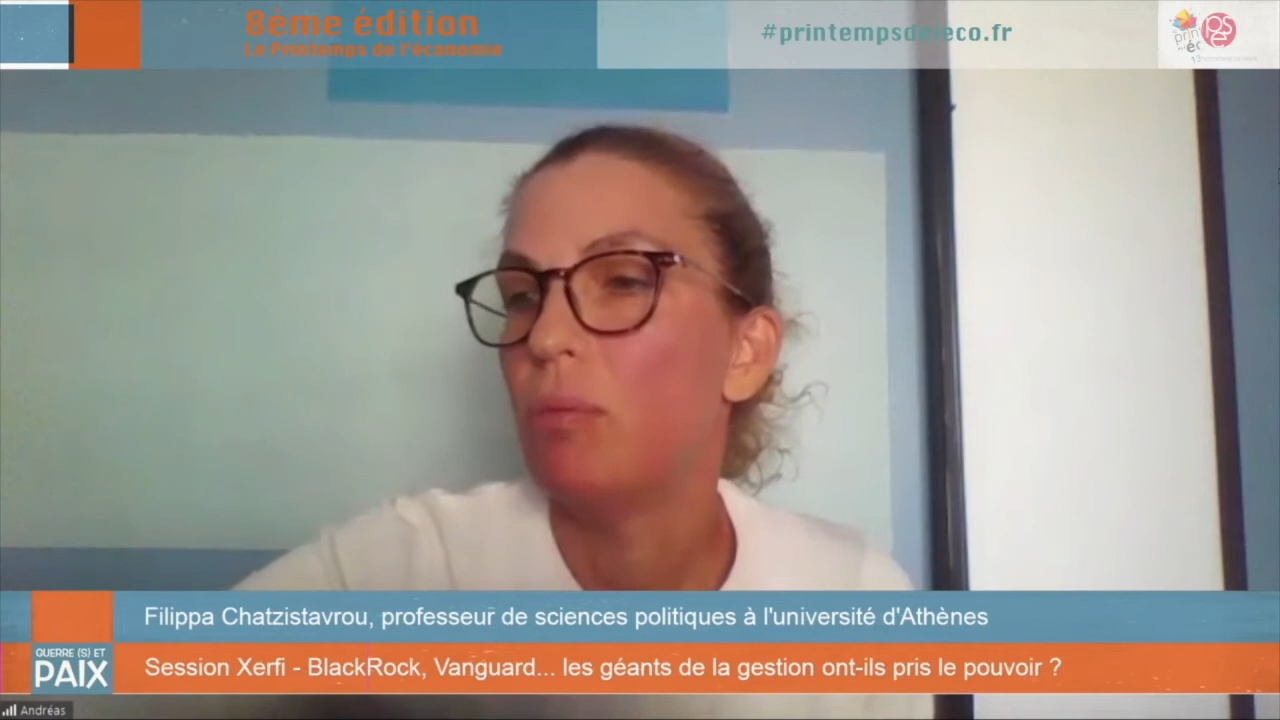 8ème édition
Le Printemps de l'économie
#printempsdeleco.fr
Filippa Chatzistavrou, professeur de sciences politiques à l'université d'Athènes
GUERRE (S) ET
PAIX
Session Xerfi - BlackRock, Vanguard... les géants de la gestion ont-ils pris le pouvoir ?
Andréas